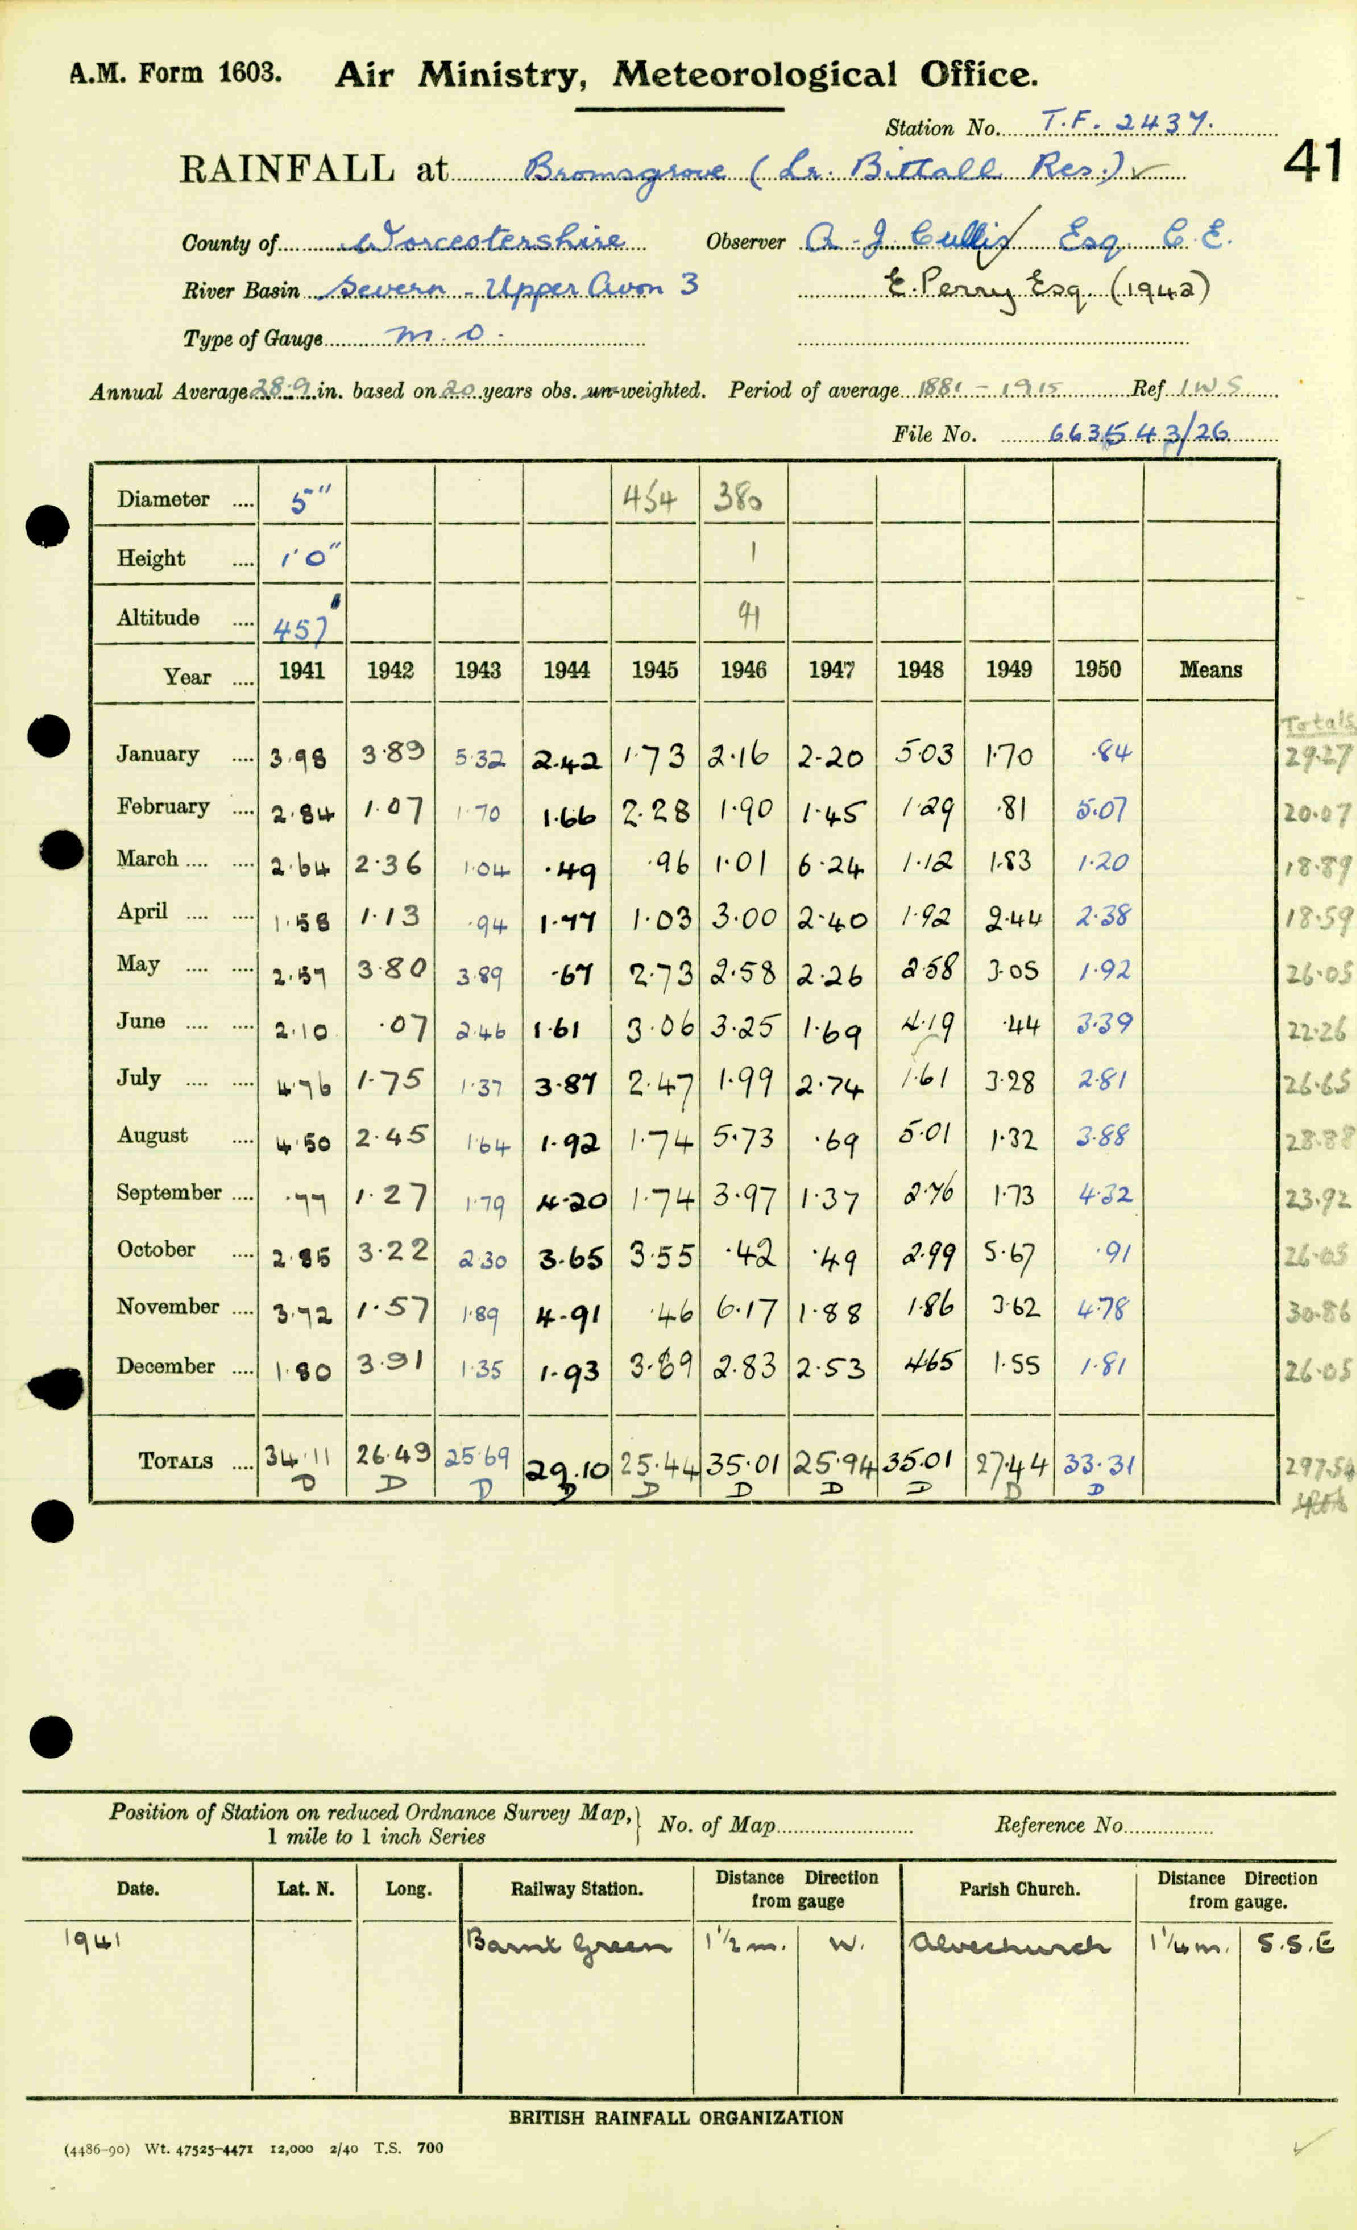 A.M. Form 1603. Air Ministry, Meteorological Office.
Station No. T.F. 2437.
41
RAINFALL at Bromsgrove (Lr. Bittall Res.) ✓
County of Worcestershire Observer A. J. Cullis Esq. C.E.
River Basin Severn - Upper Avon 3 E. Perry Esq. (1942)
Type of Gauge M.O.
Annual Average 28.9 in. based on 20 years obs. un-weighted. Period of average 1881 - 1915 Ref I.W.S
File No. 663543/26
Diameter .... 5" 454 380
Height .... 1'0" 1
Altitude .... 457' 91
Year .... 1941 1942 1943 1944 1945 1946 1947 1948 1949 1950 Means
Totals
January .... 3.98 3.89 5.32 2.42 1.73 2.16 2.20 5.03 1.70 .84 29.27
February .... 2.84 1.07 1.70 1.66 2.28 1.90 1.45 1.29 .81 5.07 20.07
March .... .... 2.64 2.36 1.04 .49 .96 1.01 6.24 1.12 1.83 1.20 18.89
April .... .... 1.58 1.13 .94 1.77 1.03 3.00 2.40 1.92 2.44 2.38 18.59
May .... .... 2.57 3.80 3.89 .67 2.73 2.58 2.26 2.58 3.05 1.92 26.05
June .... .... 2.10 .07 2.46 1.61 3.06 3.25 1.69 4.19 .44 3.39 22.26
July .... .... 4.76 1.75 1.37 3.87 2.47 1.99 2.74 1.61 3.28 2.81 26.65
August .... 4.50 2.45 1.64 1.92 1.74 5.73 .69 5.01 1.32 3.88 28.88
September .... .77 1.27 1.79 4.20 1.74 3.97 1.37 2.76 1.73 4.32 23.92
October .... 2.85 3.22 2.30 3.65 3.55 .42 .49 2.99 5.67 .91 26.05
November .... 3.72 1.57 1.89 4.91 .46 6.17 1.88 1.86 3.62 4.78 30.86
December .... 1.80 3.91 1.35 1.93 3.69 2.83 2.53 4.65 1.55 1.81 26.05
TOTALS .... 34.11 26.49 25.69 29.10 25.44 35.01 25.94 35.01 27.44 33.31 297.54
D D D D D D D D D D
Position of Station on reduced Ordnance Survey Map, } No. of Map Reference No.
1 mile to 1 inch Series
Date. Lat. N. Long. Railway Station. Distance Direction from gauge Parish Church. Distance Direction from gauge.
1941 Barnt Green 1½ m. W. Alvechurch 1¼ m. S.S.E
BRITISH RAINFALL ORGANIZATION
(4486-90) Wt. 47525-4471 12,000 2/40 T.S. 700